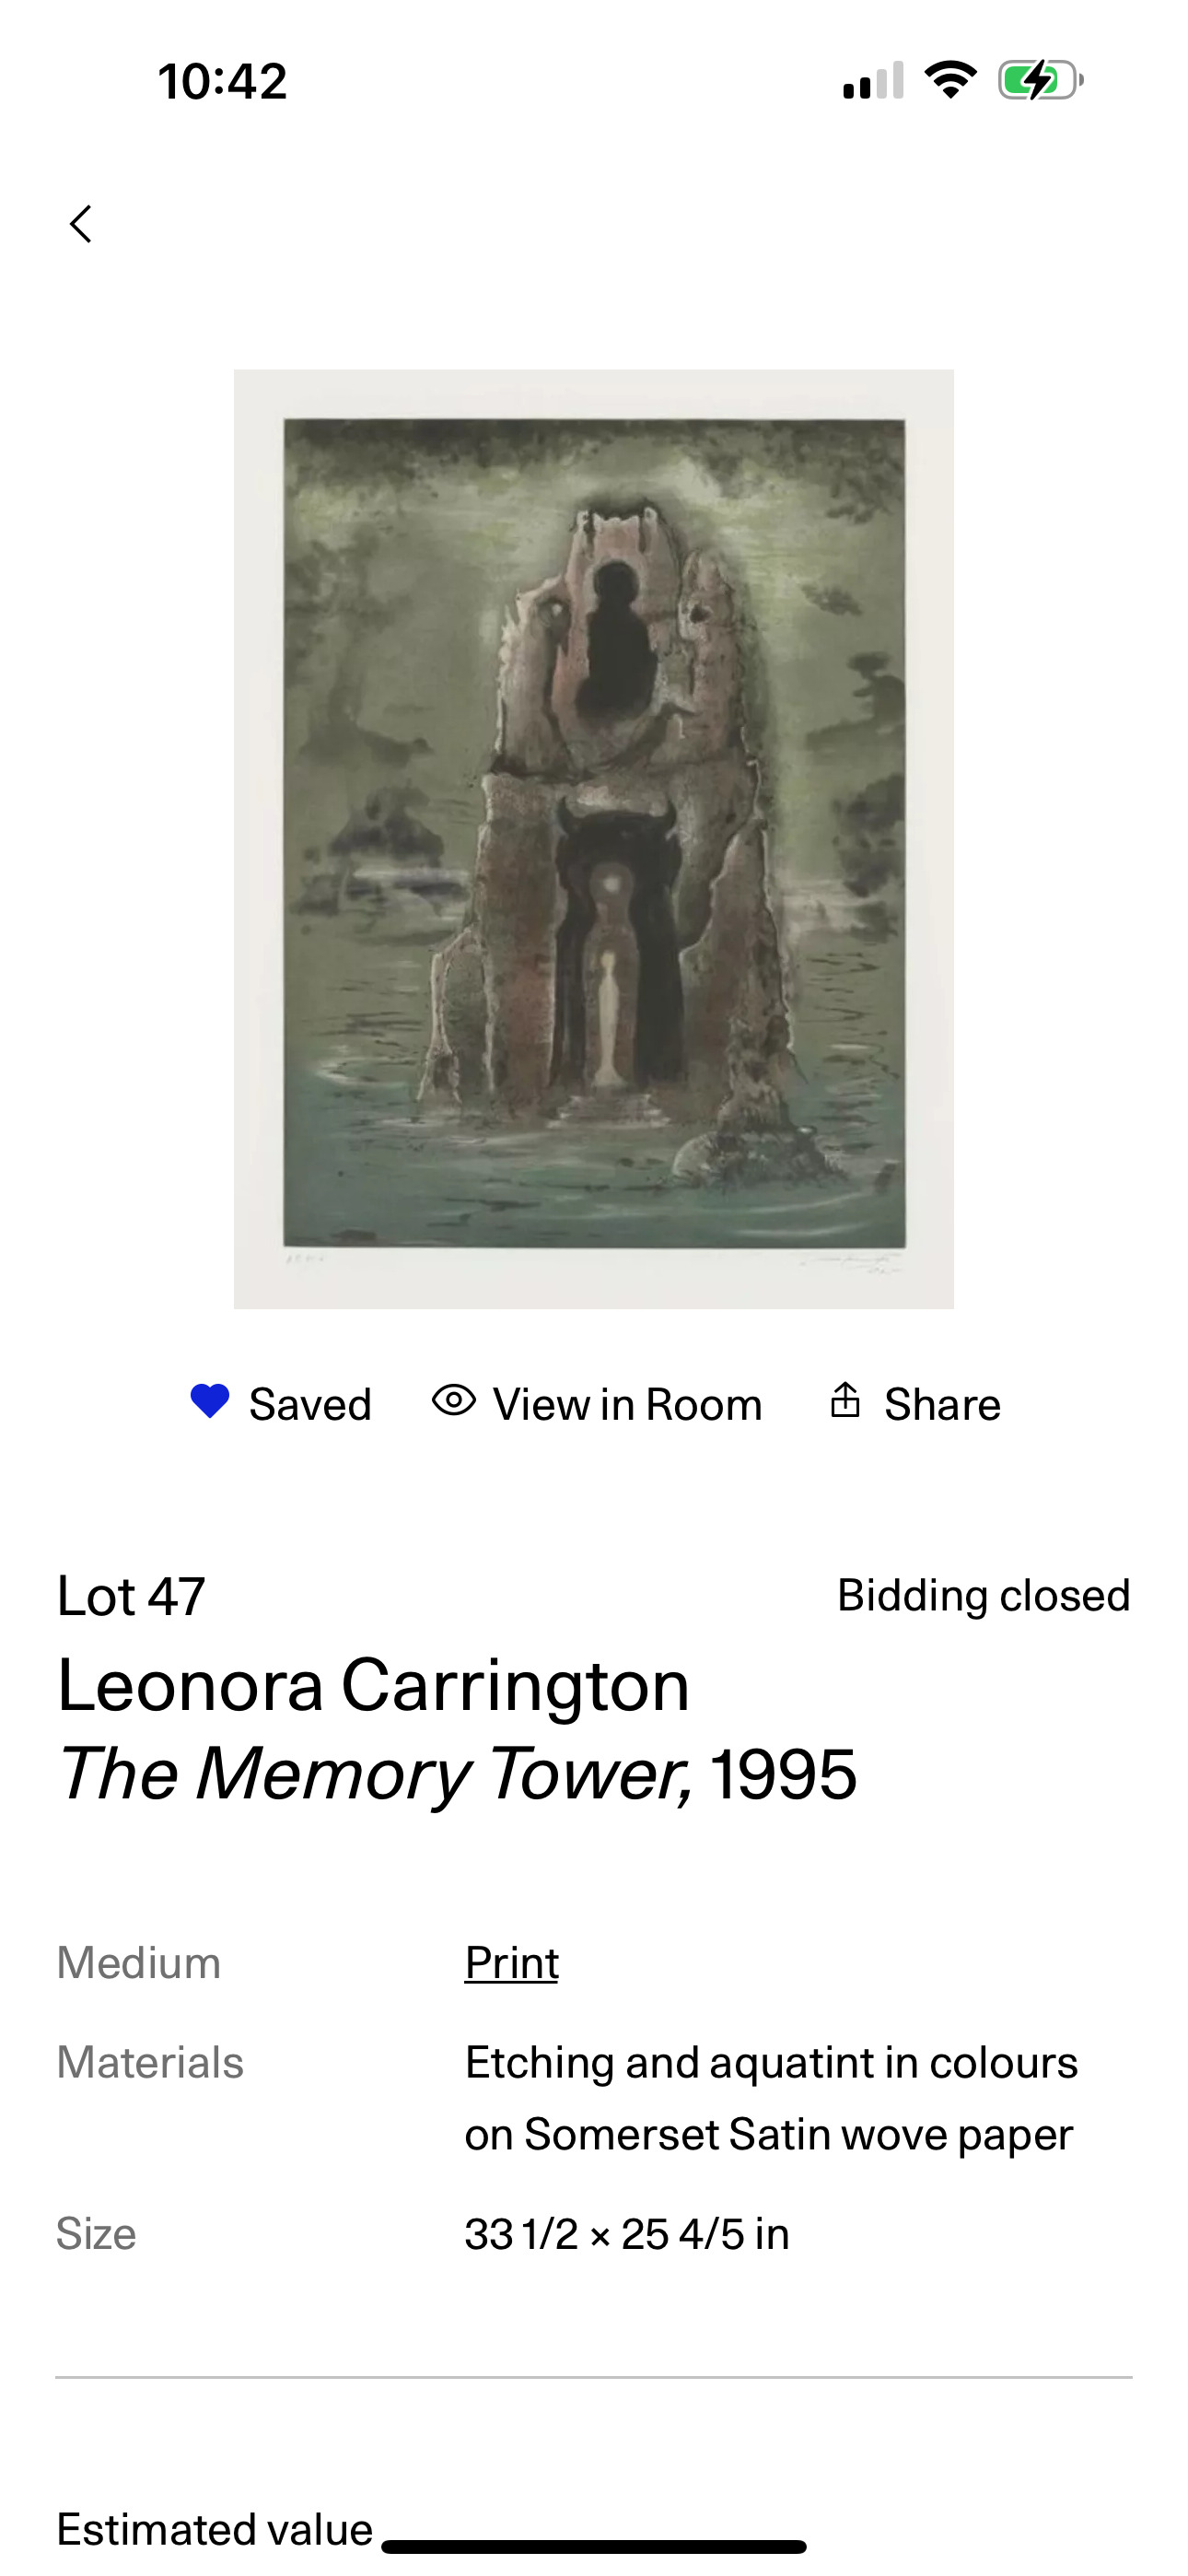 10:42
Saved View in Room Share
Lot 47 Bidding closed
Leonora Carrington
The Memory Tower, 1995
Medium Print
Materials Etching and aquatint in colours
on Somerset Satin wove paper
Size 33 1/2 × 25 4/5 in
Estimated value